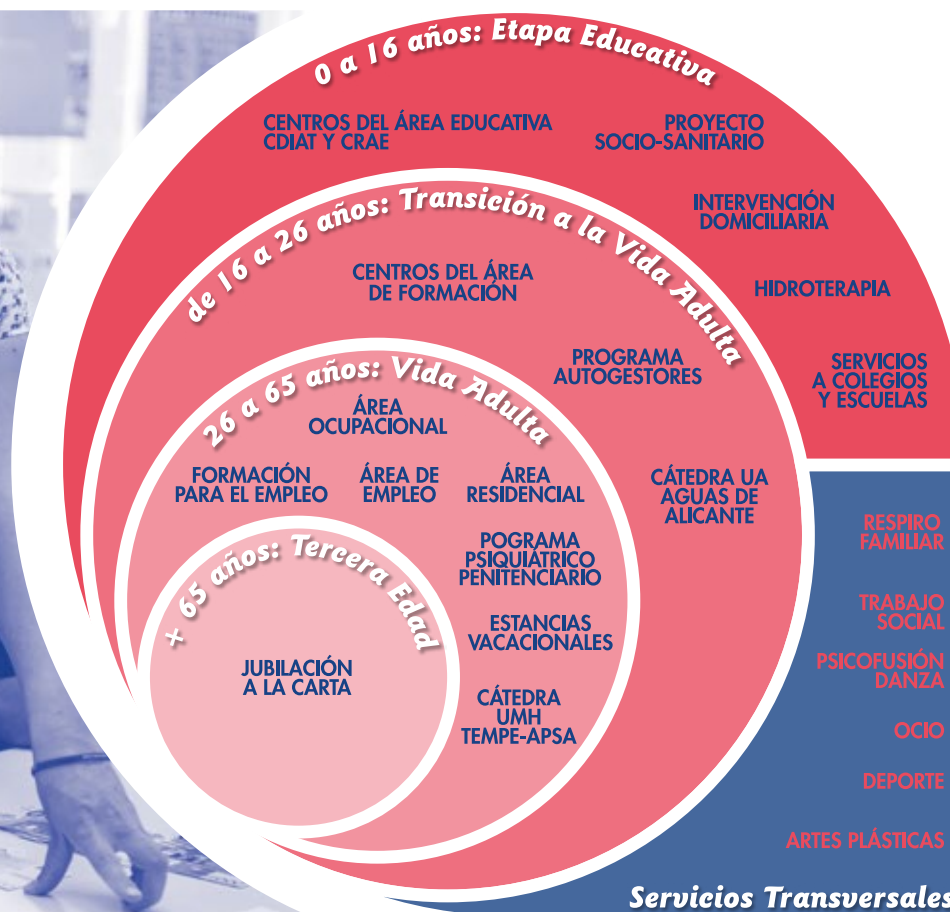 0 a 16 años: Etapa Educativa
CENTROS DEL ÁREA EDUCATIVA
CDIAT Y CRAE
PROYECTO
SOCIO-SANITARIO
INTERVENCIÓN
DOMICILIARIA
HIDROTERAPIA
SERVICIOS
A COLEGIOS
Y ESCUELAS
de 16 a 26 años: Transición a la Vida Adulta
CENTROS DEL ÁREA
DE FORMACIÓN
PROGRAMA
AUTOGESTORES
CÁTEDRA UA
AGUAS DE
ALICANTE
26 a 65 años: Vida Adulta
ÁREA
OCUPACIONAL
FORMACIÓN
PARA EL EMPLEO
ÁREA DE
EMPLEO
ÁREA
RESIDENCIAL
POGRAMA
PSIQUIÁTRICO
PENITENCIARIO
ESTANCIAS
VACACIONALES
CÁTEDRA
UMH
TEMPE-APSA
+ 65 años: Tercera Edad
JUBILACIÓN
A LA CARTA
RESPIRO
FAMILIAR
TRABAJO
SOCIAL
PSICOFUSIÓN
DANZA
OCIO
DEPORTE
ARTES PLÁSTICAS
Servicios Transversales